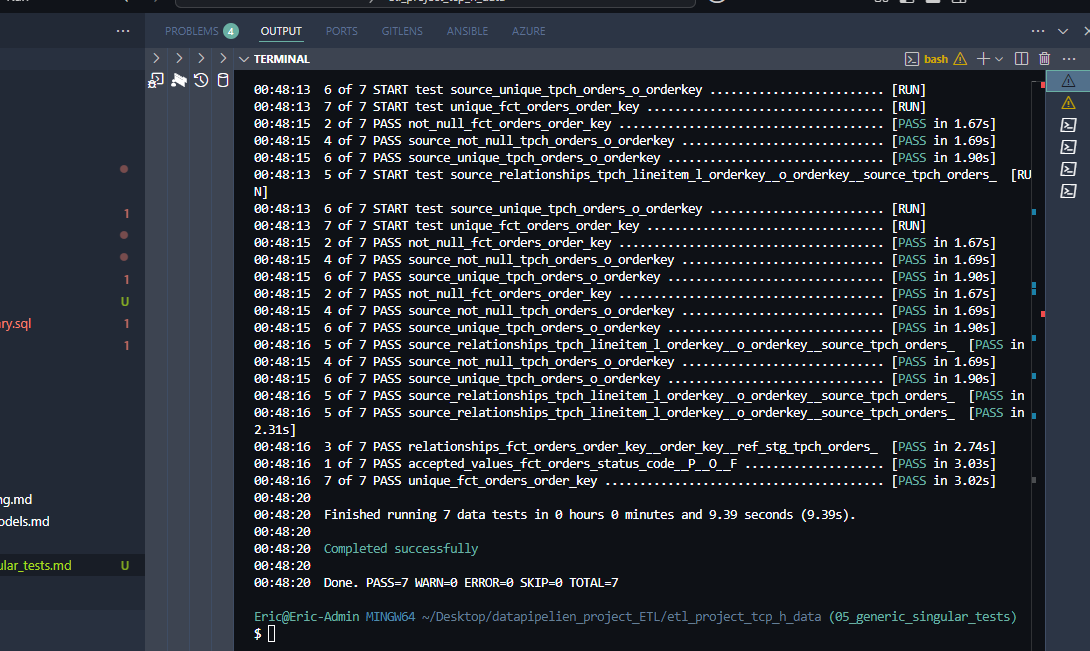 PROBLEMS 4 OUTPUT PORTS GITLENS ANSIBLE AZURE
TERMINAL
bash
00:48:13 6 of 7 START test source_unique_tpch_orders_o_orderkey ......................... [RUN]
00:48:13 7 of 7 START test unique_fct_orders_order_key .................................. [RUN]
00:48:15 2 of 7 PASS not_null_fct_orders_order_key ...................................... [PASS in 1.67s]
00:48:15 4 of 7 PASS source_not_null_tpch_orders_o_orderkey ............................. [PASS in 1.69s]
00:48:15 6 of 7 PASS source_unique_tpch_orders_o_orderkey ............................... [PASS in 1.90s]
00:48:13 5 of 7 START test source_relationships_tpch_lineitem_l_orderkey__o_orderkey__source_tpch_orders_ [RU
N]
00:48:13 6 of 7 START test source_unique_tpch_orders_o_orderkey ......................... [RUN]
00:48:13 7 of 7 START test unique_fct_orders_order_key .................................. [RUN]
00:48:15 2 of 7 PASS not_null_fct_orders_order_key ...................................... [PASS in 1.67s]
00:48:15 4 of 7 PASS source_not_null_tpch_orders_o_orderkey ............................. [PASS in 1.69s]
00:48:15 6 of 7 PASS source_unique_tpch_orders_o_orderkey ............................... [PASS in 1.90s]
00:48:15 2 of 7 PASS not_null_fct_orders_order_key ...................................... [PASS in 1.67s]
00:48:15 4 of 7 PASS source_not_null_tpch_orders_o_orderkey ............................. [PASS in 1.69s]
00:48:15 6 of 7 PASS source_unique_tpch_orders_o_orderkey ............................... [PASS in 1.90s]
00:48:16 5 of 7 PASS source_relationships_tpch_lineitem_l_orderkey__o_orderkey__source_tpch_orders_ [PASS in
00:48:15 4 of 7 PASS source_not_null_tpch_orders_o_orderkey ............................. [PASS in 1.69s]
00:48:15 6 of 7 PASS source_unique_tpch_orders_o_orderkey ............................... [PASS in 1.90s]
00:48:16 5 of 7 PASS source_relationships_tpch_lineitem_l_orderkey__o_orderkey__source_tpch_orders_ [PASS in
00:48:16 5 of 7 PASS source_relationships_tpch_lineitem_l_orderkey__o_orderkey__source_tpch_orders_ [PASS in
2.31s]
00:48:16 3 of 7 PASS relationships_fct_orders_order_key__order_key__ref_stg_tpch_orders_ [PASS in 2.74s]
00:48:16 1 of 7 PASS accepted_values_fct_orders_status_code__P__O__F .................... [PASS in 3.03s]
00:48:16 7 of 7 PASS unique_fct_orders_order_key ........................................ [PASS in 3.02s]
00:48:20
00:48:20 Finished running 7 data tests in 0 hours 0 minutes and 9.39 seconds (9.39s).
00:48:20
00:48:20 Completed successfully
00:48:20
00:48:20 Done. PASS=7 WARN=0 ERROR=0 SKIP=0 TOTAL=7
Eric@Eric-Admin MINGW64 ~/Desktop/datapipelien_project_ETL/etl_project_tcp_h_data (05_generic_singular_tests)
$
1
1
U
ry.sql 1
1
ng.md
odels.md
ular_tests.md U